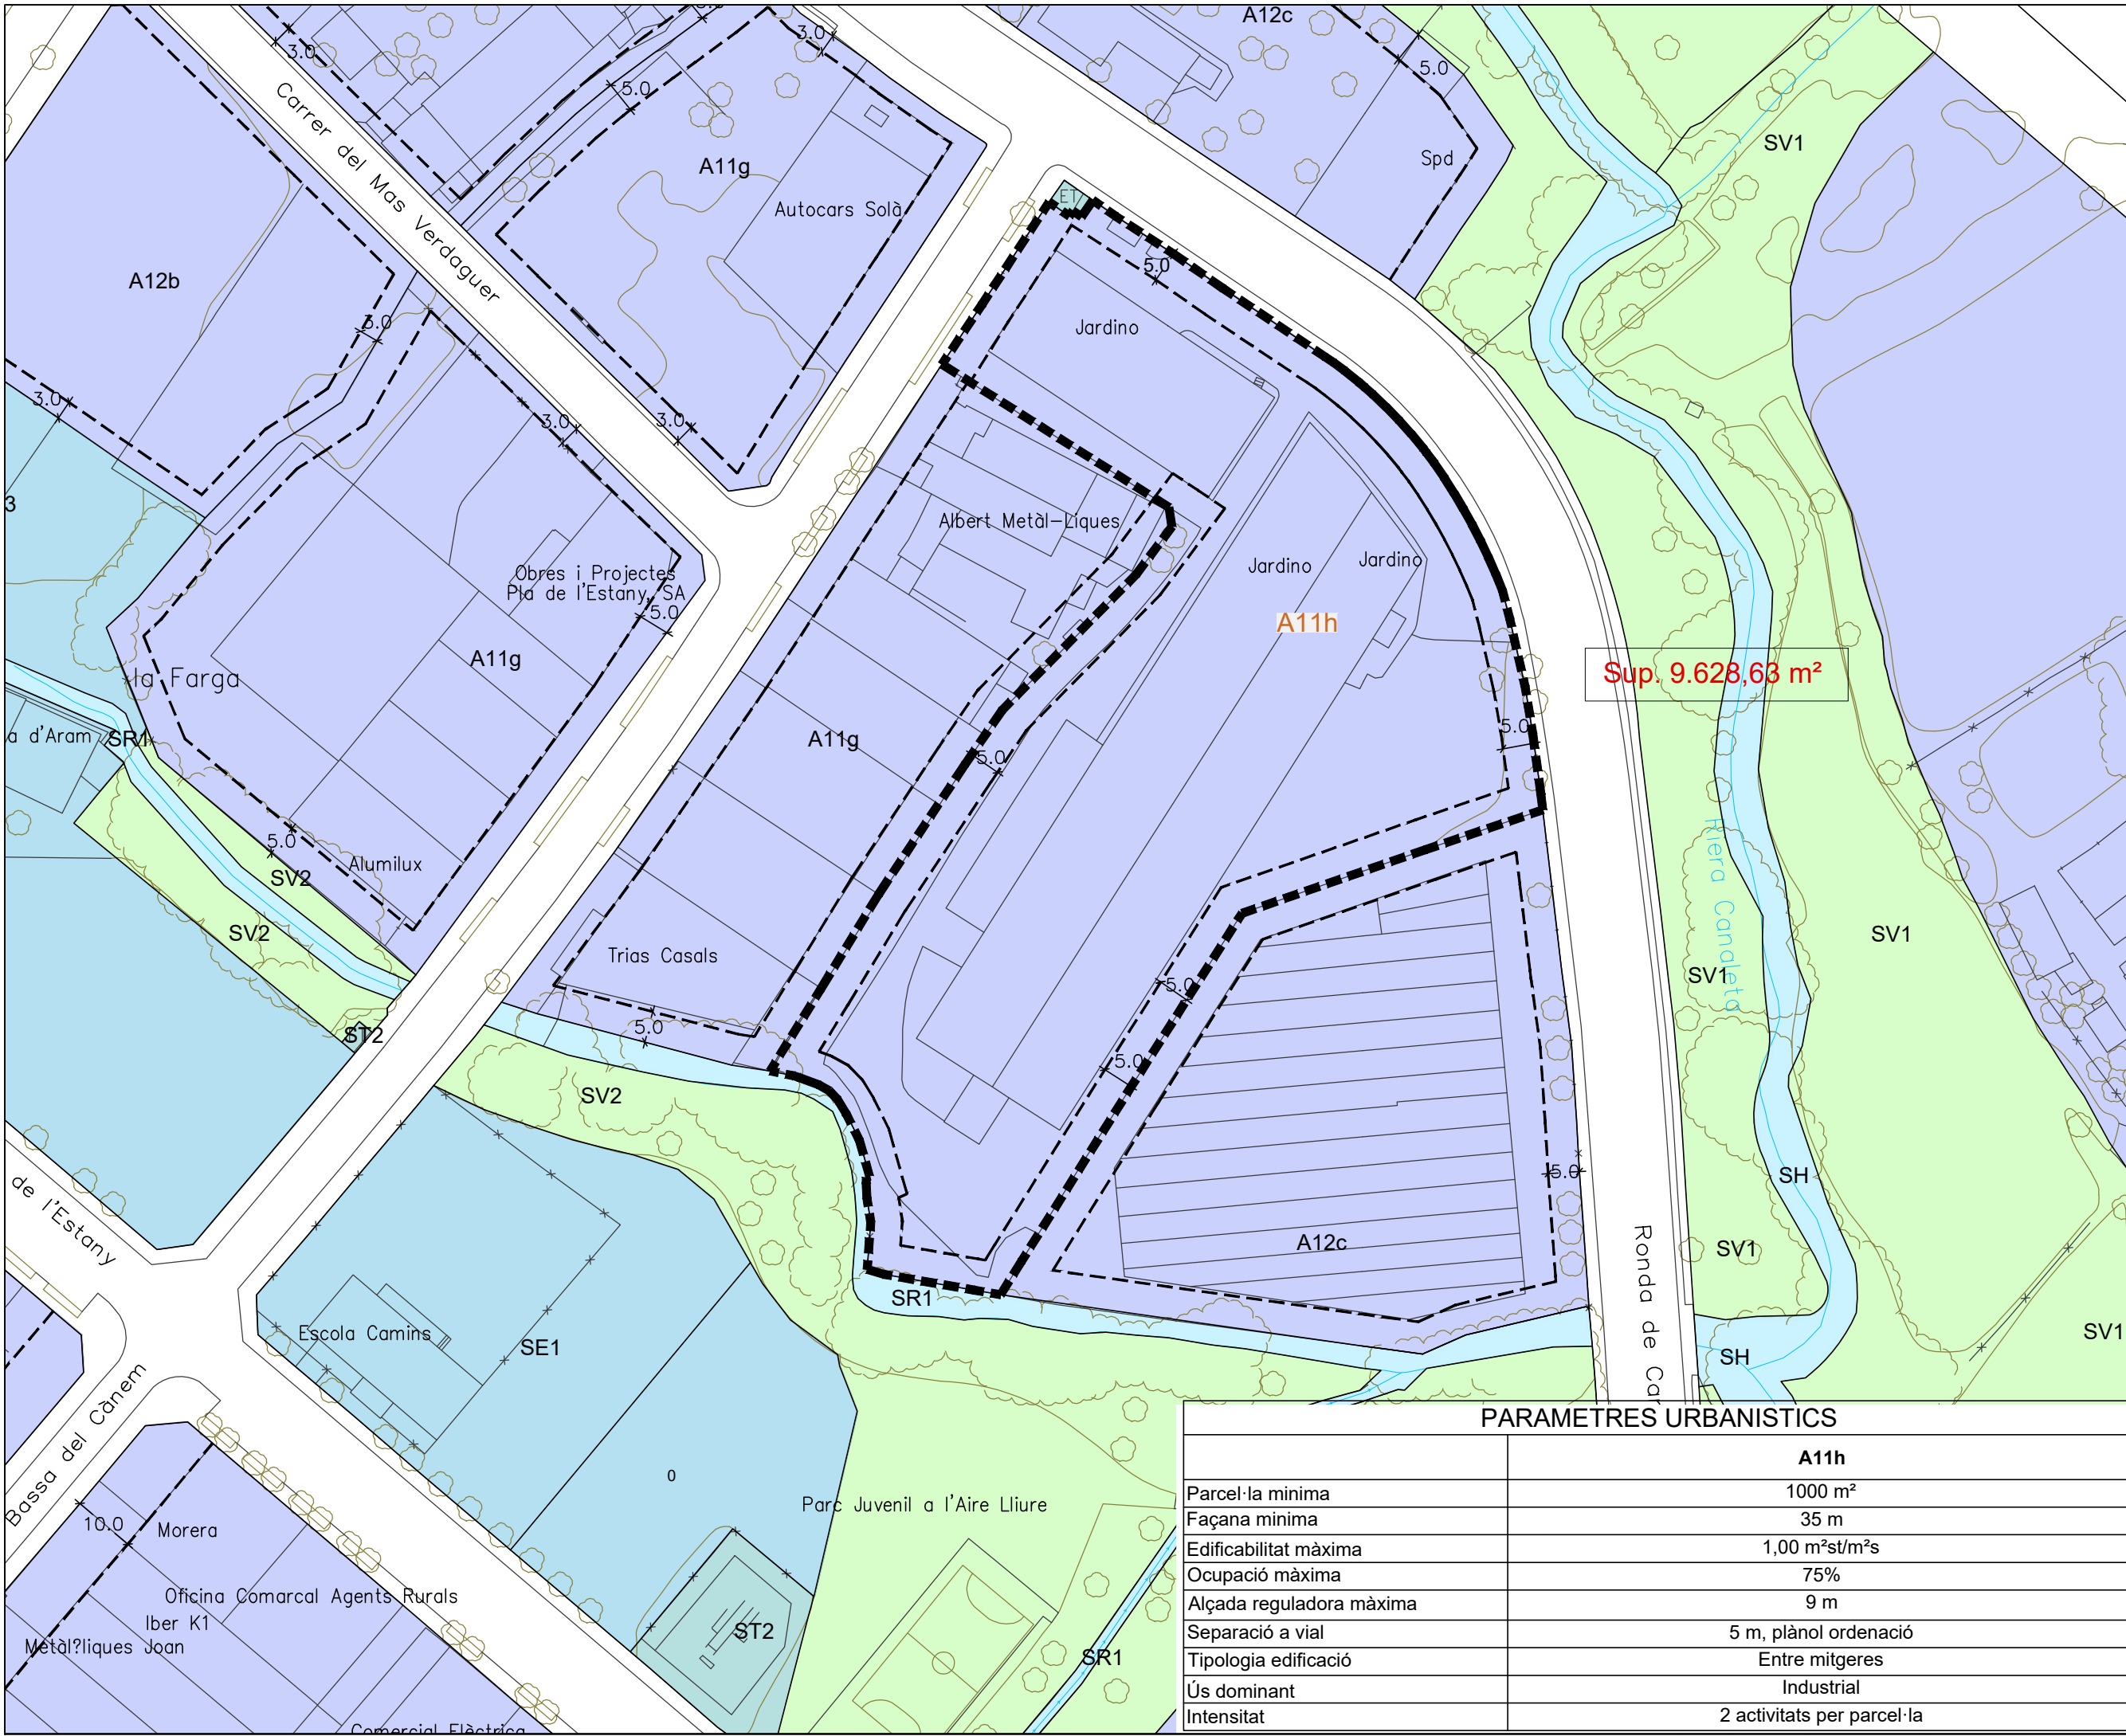 A12c
3.0
3.0
5.0
5.0
Carrer del Mas Verdaguer
A11g
Autocars Solà
Spd
SV1
ET
A12b
5.0
Jardino
3.0
3.0
3.0
3.0
3
Albert Metàl-Liques
Obres i Projectes
Pla de l'Estany, SA
5.0
Jardino
Jardino
A11h
A11g
la Farga
Sup. 9.628,63 m²
a d'Aram
SR1
A11g
5.0
5.0
5.0
Alumilux
SV2
SV2
Riera Canaleta
SV1
SV1
Trias Casals
5.0
5.0
ST2
5.0
SV2
5.0
SH
de l'Estany
A12c
SV1
Ronda de Car
SR1
Escola Camins
SE1
SH
SV1
Bassa del Cànem
0
Parc Juvenil a l'Aire Lliure
10.0
Morera
Oficina Comarcal Agents Rurals
Iber K1
Metàl?liques Joan
ST2
SR1
Comercial Elèctrica
PARAMETRES URBANISTICS
A11h
Parcel·la minima 1000 m²
Façana minima 35 m
Edificabilitat màxima 1,00 m²st/m²s
Ocupació màxima 75%
Alçada reguladora màxima 9 m
Separació a vial 5 m, plànol ordenació
Tipologia edificació Entre mitgeres
Ús dominant Industrial
Intensitat 2 activitats per parcel·la